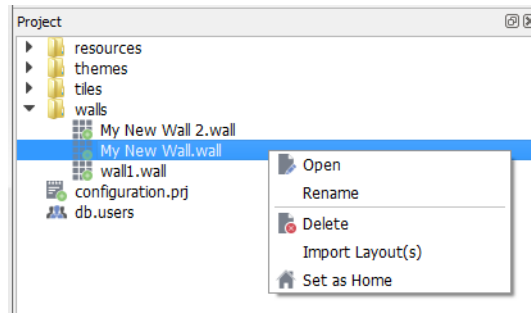 Project
resources
themes
tiles
walls
My New Wall 2.wall
My New Wall.wall
wall1.wall
configuration.prj
db.users
Open
Rename
Delete
Import Layout(s)
Set as Home